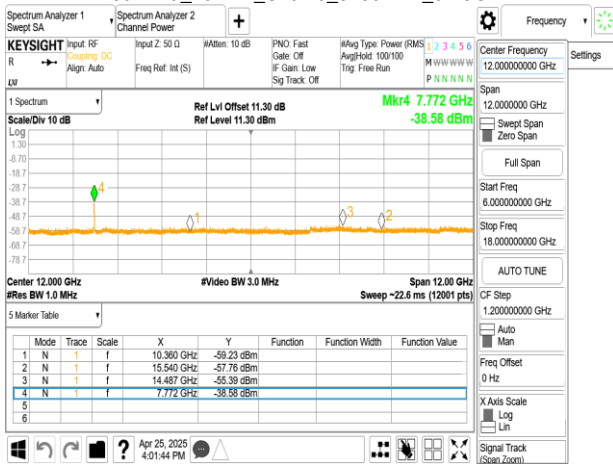 Spectrum Analyzer 1
Swept SA
Spectrum Analyzer 2
Channel Power
+
Frequency
KEYSIGHT
R
Input: RF
Coupling: DC
Align: Auto
Input Z: 50 Ω
Freq Ref: Int (S)
#Atten: 10 dB
PNO: Fast
Gate: Off
IF Gain: Low
Sig Track: Off
#Avg Type: Power (RMS
Avg|Hold: 100/100
Trig: Free Run
1 2 3 4 5 6
M W W W W W
P N N N N N
1 Spectrum
Scale/Div 10 dB
Ref Lvl Offset 11.30 dB
Ref Level 11.30 dBm
Mkr4 7.772 GHz
-38.58 dBm
Log
1.30
-8.70
-18.7
-28.7
-38.7
-48.7
-58.7
-68.7
-78.7
4
1
3
2
Center 12.000 GHz
#Res BW 1.0 MHz
#Video BW 3.0 MHz
Span 12.00 GHz
Sweep ~22.6 ms (12001 pts)
5 Marker Table
Mode Trace Scale X Y Function Function Width Function Value
1 N 1 f 10.360 GHz -59.23 dBm
2 N 1 f 15.540 GHz -57.76 dBm
3 N 1 f 14.487 GHz -55.39 dBm
4 N 1 f 7.772 GHz -38.58 dBm
5
6
?
Apr 25, 2025
4:01:44 PM
Center Frequency
12.000000000 GHz
Settings
Span
12.0000000 GHz
Swept Span
Zero Span
Full Span
Start Freq
6.000000000 GHz
Stop Freq
18.000000000 GHz
AUTO TUNE
CF Step
1.200000000 GHz
Auto
Man
Freq Offset
0 Hz
X Axis Scale
Log
Lin
Signal Track
(Span Zoom)